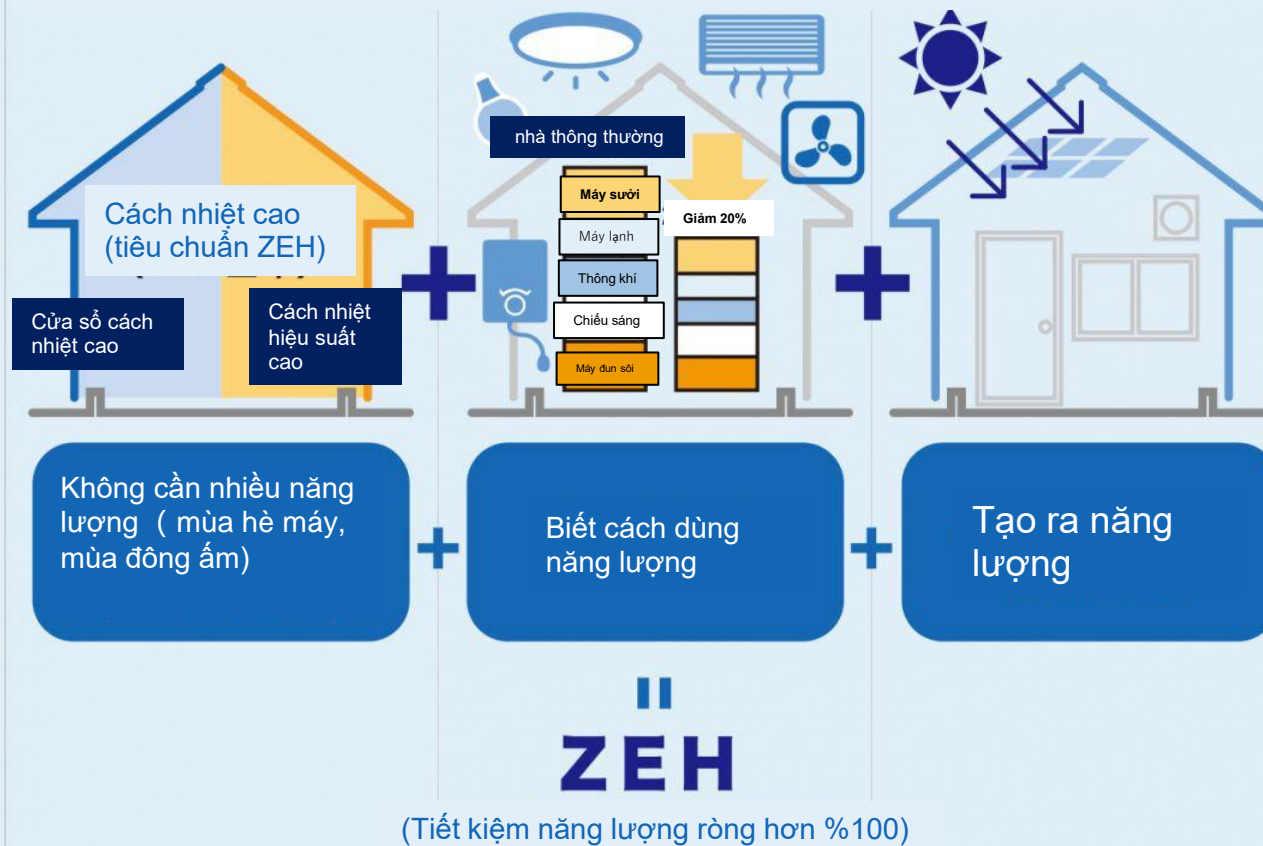 nhà thông thường
Cách nhiệt cao
(tiêu chuẩn ZEH)
Cửa sổ cách
nhiệt cao
Cách nhiệt
hiệu suất
cao
Máy sưởi
Máy lạnh
Thông khí
Chiếu sáng
Máy đun sôi
Giảm 20%
Không cần nhiều năng
lượng ( mùa hè máy,
mùa đông ấm)
Biết cách dùng
năng lượng
Tạo ra năng
lượng
ZEH
(Tiết kiệm năng lượng ròng hơn %100)